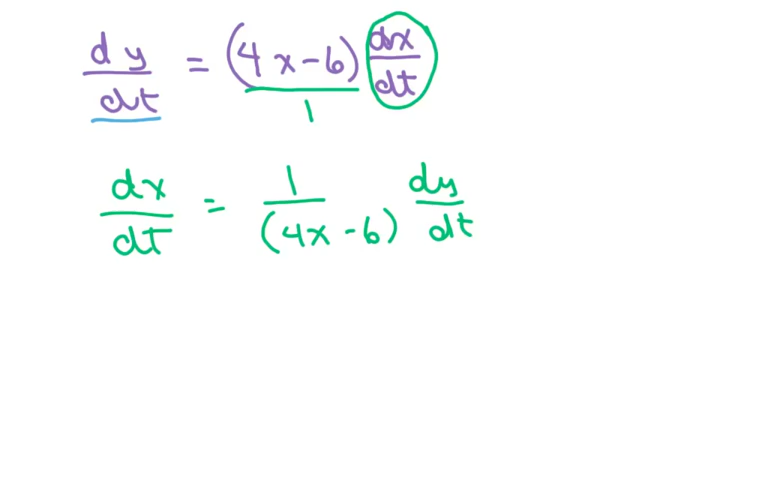 dy/dt = (4x-6)/1 dx/dt
dx/dt = 1/(4x-6) dy/dt